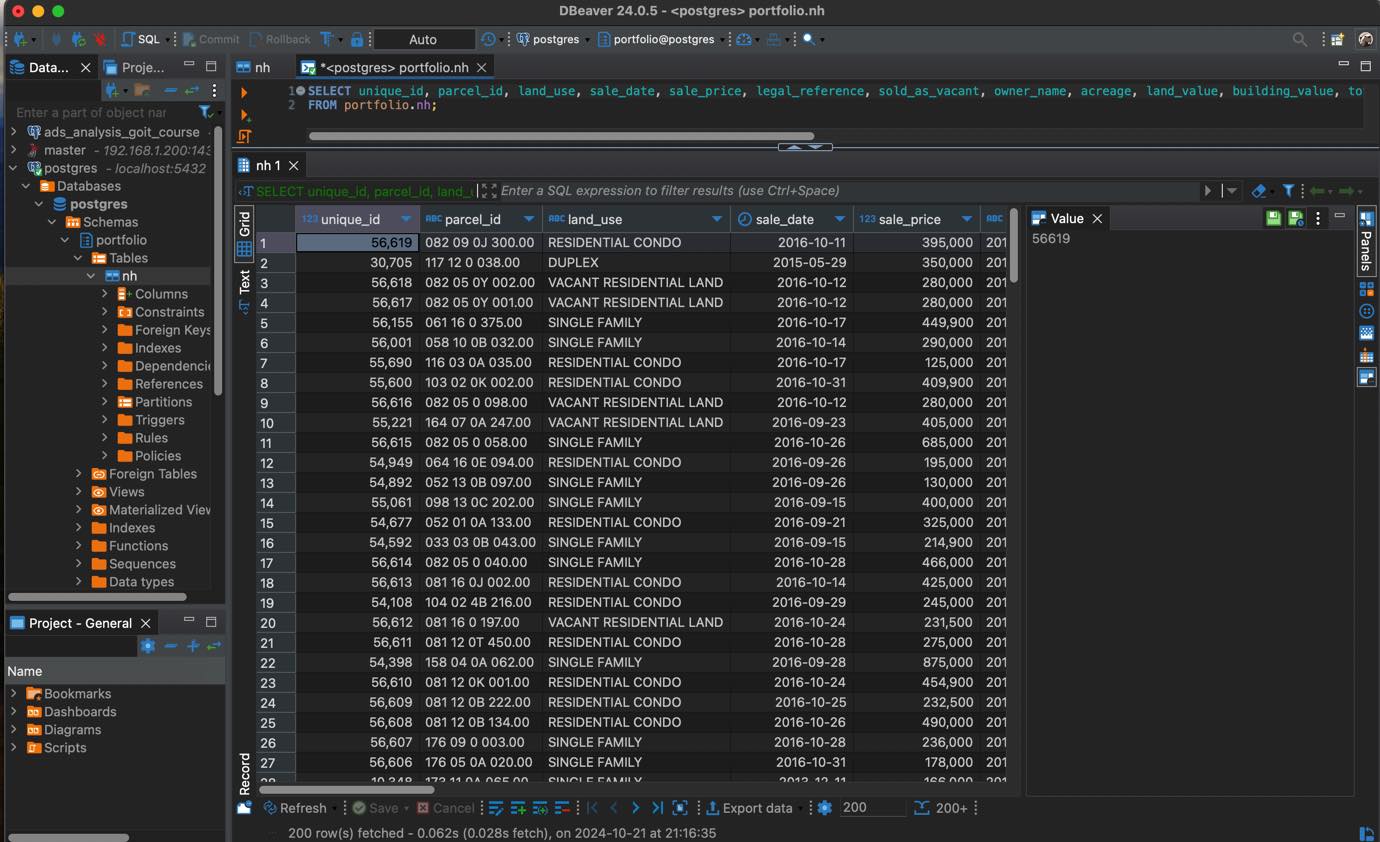 DBeaver 24.0.5 - <postgres> portfolio.nh
SQL Commit Rollback Auto postgres portfolio@postgres
Data... Proje...
Enter a part of object nar
ads_analysis_goit_course
master - 192.168.1.200:143
postgres - localhost:5432
Databases
postgres
Schemas
portfolio
Tables
nh
Columns
Constraints
Foreign Keys
Indexes
Dependencie
References
Partitions
Triggers
Rules
Policies
Foreign Tables
Views
Materialized View
Indexes
Functions
Sequences
Data types
Project - General
Name
Bookmarks
Dashboards
Diagrams
Scripts
nh *<postgres> portfolio.nh
1 SELECT unique_id, parcel_id, land_use, sale_date, sale_price, legal_reference, sold_as_vacant, owner_name, acreage, land_value, building_value, to
2 FROM portfolio.nh;
nh 1
SELECT unique_id, parcel_id, land_u Enter a SQL expression to filter results (use Ctrl+Space)
Grid
Text
Record
123 unique_id ABC parcel_id ABC land_use sale_date 123 sale_price ABC
1 56,619 082 09 0J 300.00 RESIDENTIAL CONDO 2016-10-11 395,000 201
2 30,705 117 12 0 038.00 DUPLEX 2015-05-29 350,000 201
3 56,618 082 05 0Y 002.00 VACANT RESIDENTIAL LAND 2016-10-12 280,000 201
4 56,617 082 05 0Y 001.00 VACANT RESIDENTIAL LAND 2016-10-12 280,000 201
5 56,155 061 16 0 375.00 SINGLE FAMILY 2016-10-17 449,900 201
6 56,001 058 10 0B 032.00 SINGLE FAMILY 2016-10-14 290,000 201
7 55,690 116 03 0A 035.00 RESIDENTIAL CONDO 2016-10-17 125,000 201
8 55,600 103 02 0K 002.00 RESIDENTIAL CONDO 2016-10-31 409,900 201
9 56,616 082 05 0 098.00 VACANT RESIDENTIAL LAND 2016-10-12 280,000 201
10 55,221 164 07 0A 247.00 VACANT RESIDENTIAL LAND 2016-09-23 405,000 201
11 56,615 082 05 0 058.00 SINGLE FAMILY 2016-10-26 685,000 201
12 54,949 064 16 0E 094.00 RESIDENTIAL CONDO 2016-09-26 195,000 201
13 54,892 052 13 0B 097.00 SINGLE FAMILY 2016-09-26 130,000 201
14 55,061 098 13 0C 202.00 SINGLE FAMILY 2016-09-15 400,000 201
15 54,677 052 01 0A 133.00 RESIDENTIAL CONDO 2016-09-21 325,000 201
16 54,592 033 03 0B 043.00 SINGLE FAMILY 2016-09-15 214,900 201
17 56,614 082 05 0 040.00 SINGLE FAMILY 2016-10-28 466,000 201
18 56,613 081 16 0J 002.00 RESIDENTIAL CONDO 2016-10-14 425,000 201
19 54,108 104 02 4B 216.00 RESIDENTIAL CONDO 2016-09-29 245,000 201
20 56,612 081 16 0 197.00 VACANT RESIDENTIAL LAND 2016-10-24 231,500 201
21 56,611 081 12 0T 450.00 RESIDENTIAL CONDO 2016-10-28 275,000 201
22 54,398 158 04 0A 062.00 SINGLE FAMILY 2016-09-28 875,000 201
23 56,610 081 12 0K 001.00 RESIDENTIAL CONDO 2016-10-24 454,900 201
24 56,609 081 12 0B 222.00 RESIDENTIAL CONDO 2016-10-25 232,500 201
25 56,608 081 12 0B 134.00 RESIDENTIAL CONDO 2016-10-26 490,000 201
26 56,607 176 09 0 003.00 SINGLE FAMILY 2016-10-28 236,000 201
27 56,606 176 05 0A 020.00 SINGLE FAMILY 2016-10-31 178,000 201
28 10,348 173 11 0A 065.00 SINGLE FAMILY 2013-12-11 166,000 201
Value
56619
Panels
Refresh Save Cancel Export data 200 200+
200 row(s) fetched - 0.062s (0.028s fetch), on 2024-10-21 at 21:16:35